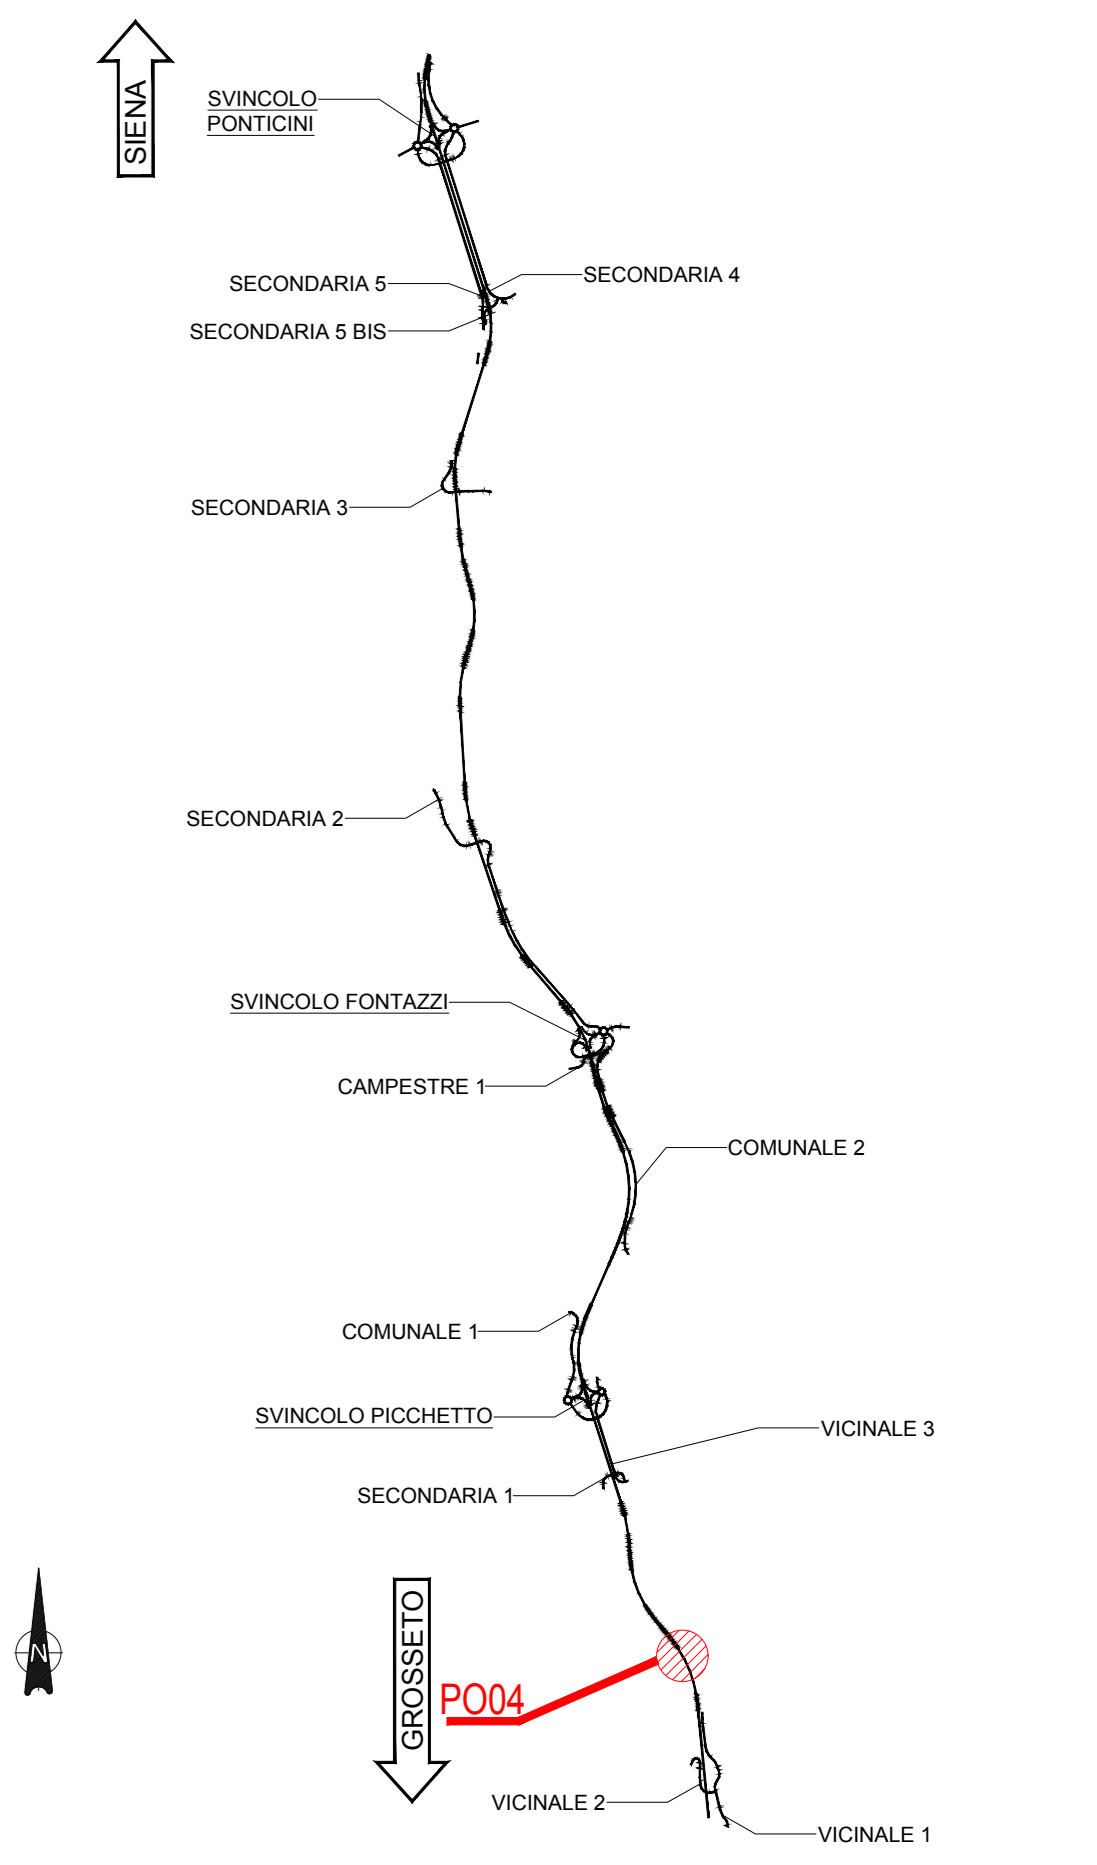 SIENA
SVINCOLO
PONTICINI
SECONDARIA 4
SECONDARIA 5
SECONDARIA 5 BIS
SECONDARIA 3
SECONDARIA 2
SVINCOLO FONTAZZI
CAMPESTRE 1
COMUNALE 2
COMUNALE 1
SVINCOLO PICCHETTO
VICINALE 3
SECONDARIA 1
GROSSETO
N
PO04
VICINALE 2
VICINALE 1